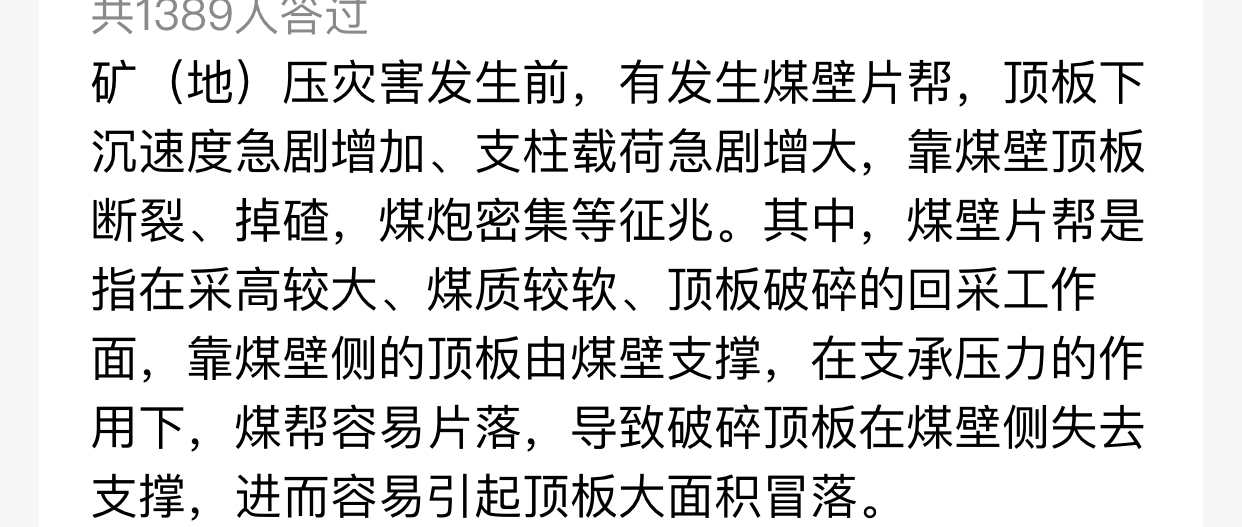 共1389人答过
矿（地）压灾害发生前，有发生煤壁片帮，顶板下
沉速度急剧增加、支柱载荷急剧增大，靠煤壁顶板
断裂、掉碴，煤炮密集等征兆。其中，煤壁片帮是
指在采高较大、煤质较软、顶板破碎的回采工作
面，靠煤壁侧的顶板由煤壁支撑，在支承压力的作
用下，煤帮容易片落，导致破碎顶板在煤壁侧失去
支撑，进而容易引起顶板大面积冒落。